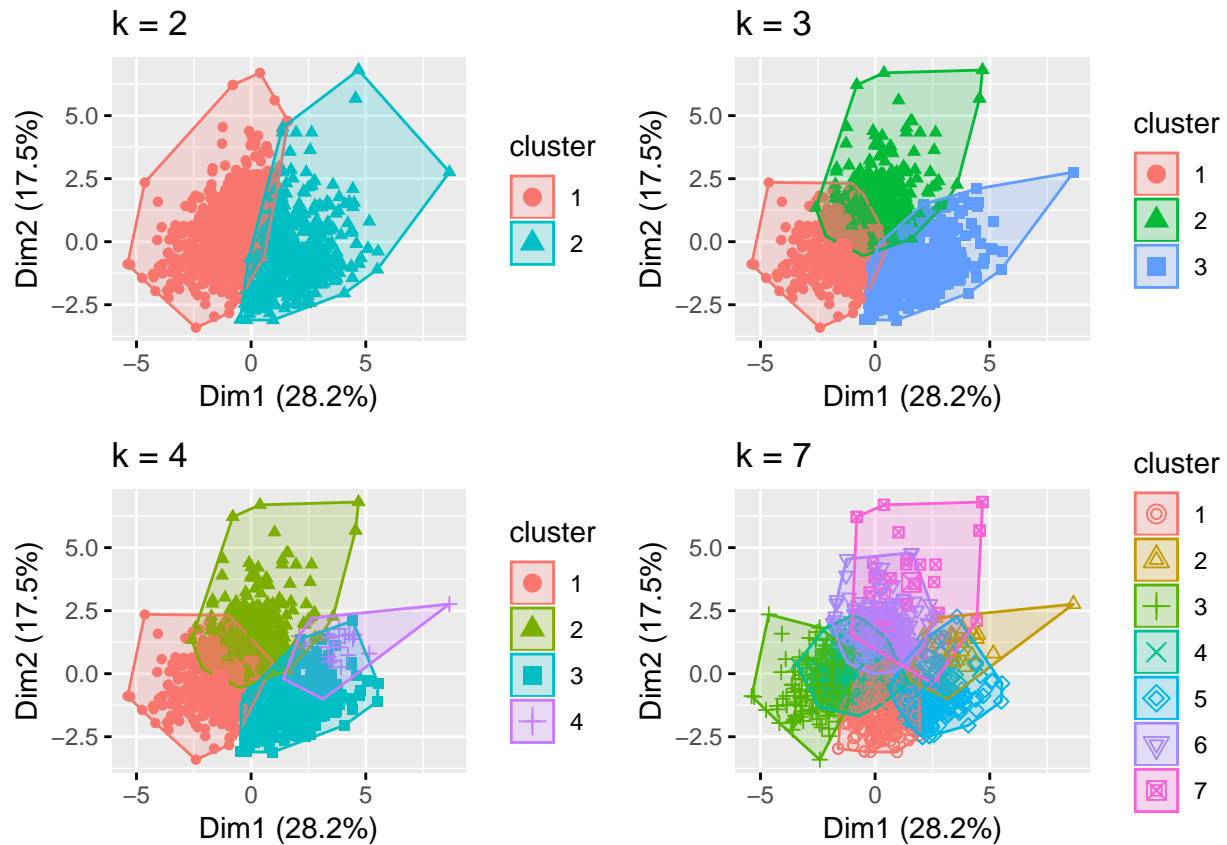 k = 2
Dim2 (17.5%)
5.0
2.5
0.0
−2.5
−5
0
5
Dim1 (28.2%)
cluster
1
2
k = 3
Dim2 (17.5%)
5.0
2.5
0.0
−2.5
−5
0
5
Dim1 (28.2%)
cluster
1
2
3
k = 4
Dim2 (17.5%)
5.0
2.5
0.0
−2.5
−5
0
5
Dim1 (28.2%)
cluster
1
2
3
4
k = 7
Dim2 (17.5%)
5.0
2.5
0.0
−2.5
−5
0
5
Dim1 (28.2%)
cluster
1
2
3
4
5
6
7